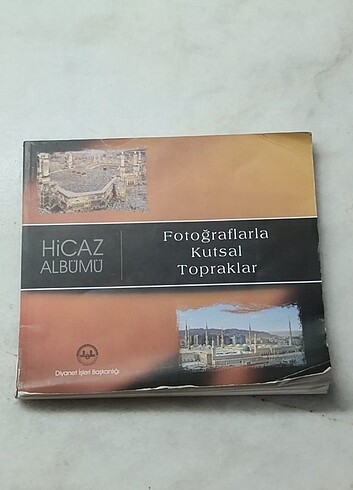 HiCAZ
ALBÜMÜ
Fotoğraflarla
Kutsal
Topraklar
Diyanet İşleri Başkanlığı